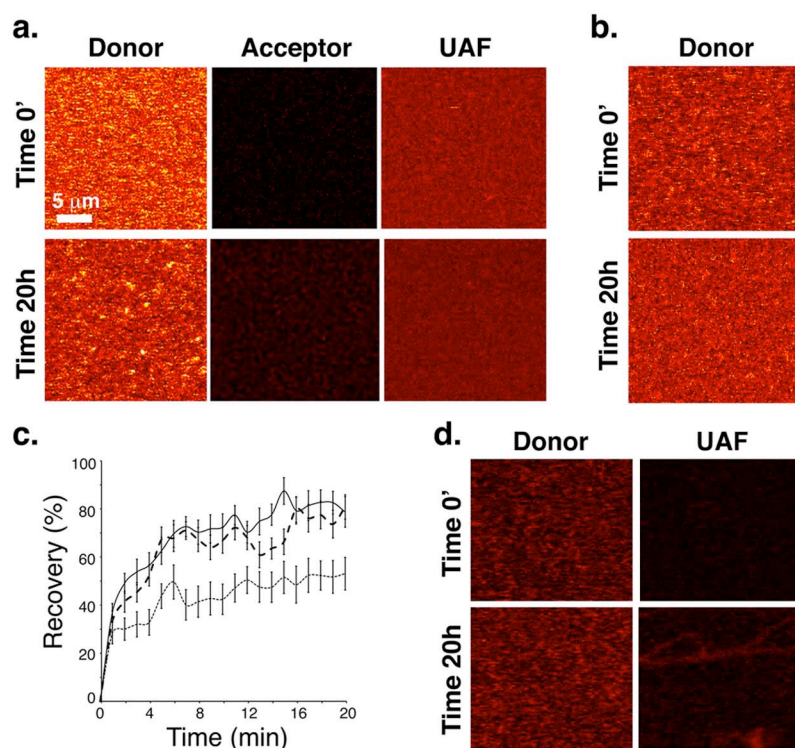 a.
Donor Acceptor UAF
Time 0'
5 μm
Time 20h
b.
Donor
Time 0'
Time 20h
c.
Recovery (%)
100
80
60
40
20
0
0 4 8 12 16 20
Time (min)
d.
Donor UAF
Time 0'
Time 20h